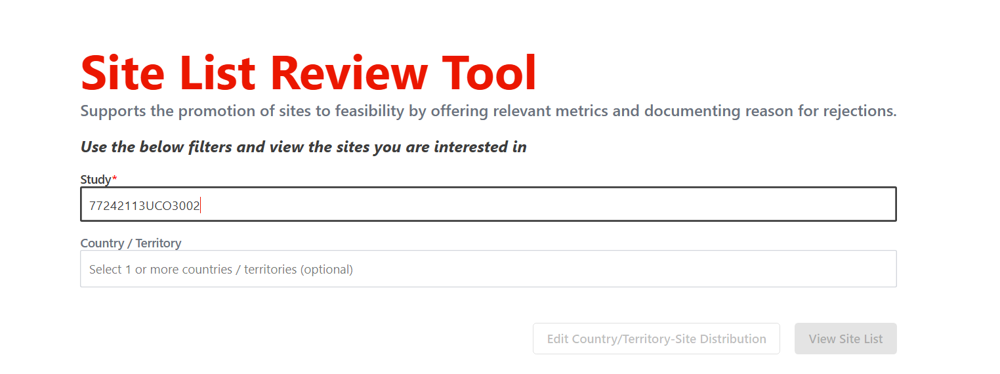 Site List Review Tool
Supports the promotion of sites to feasibility by offering relevant metrics and documenting reason for rejections.
Use the below filters and view the sites you are interested in
Study*
77242113UCO3002
Country / Territory
Select 1 or more countries / territories (optional)
Edit Country/Territory-Site Distribution
View Site List